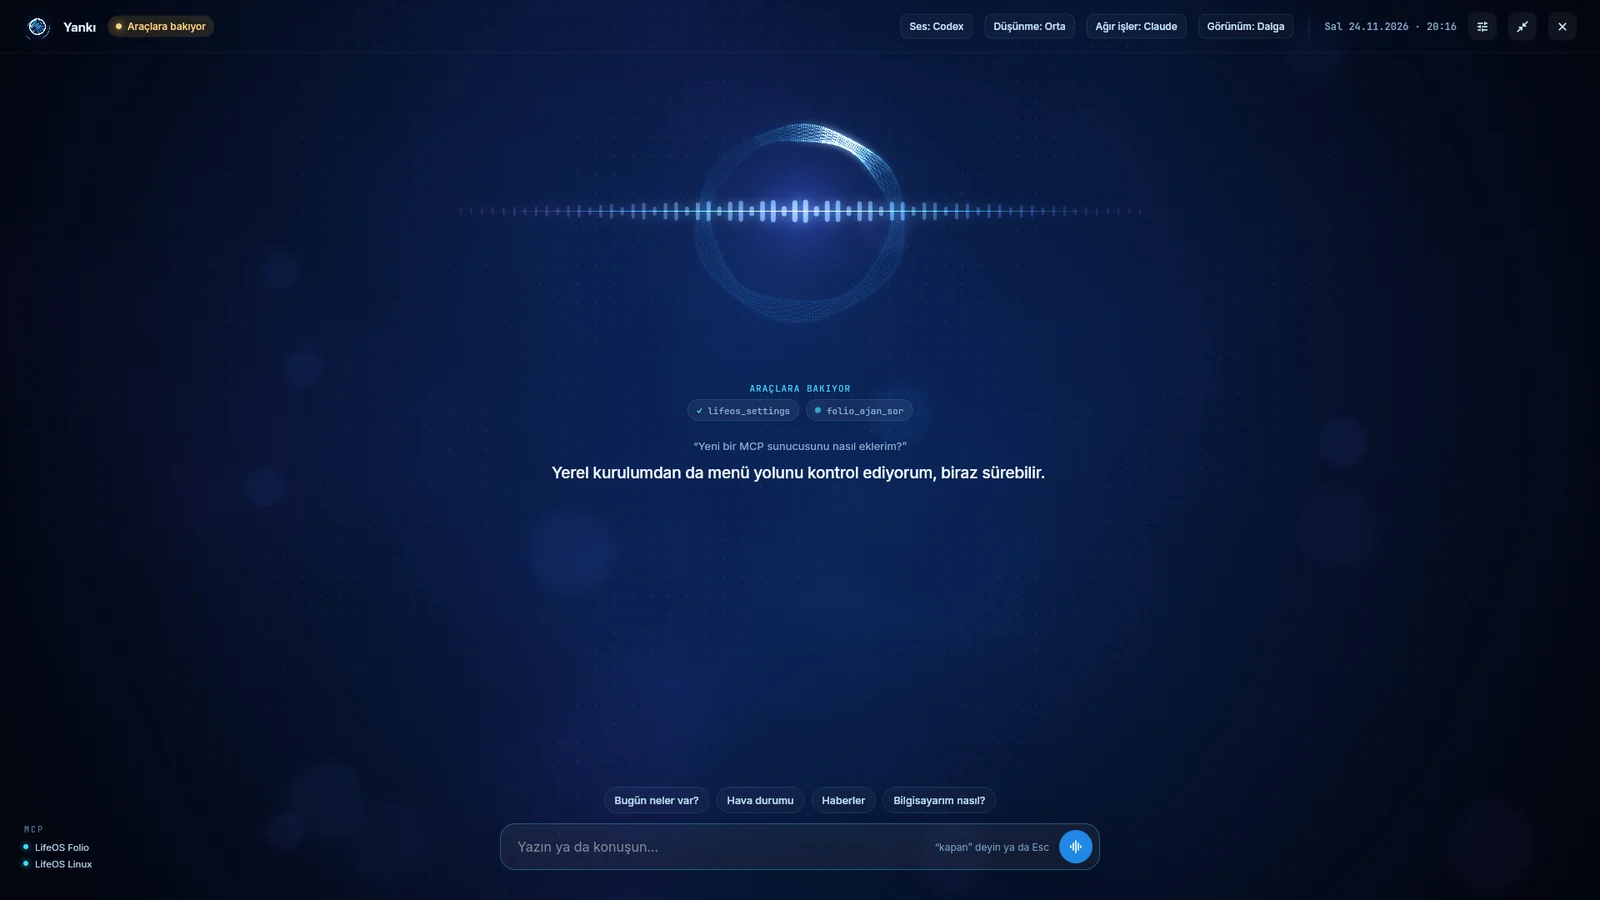 Yankı
Araçlara bakıyor
Ses: Codex
Düşünme: Orta
Ağır işler: Claude
Görünüm: Dalga
Sal 24.11.2026 · 20:16
ARAÇLARA BAKIYOR
✓ lifeos_settings
folio_ajan_sor
“Yeni bir MCP sunucusunu nasıl eklerim?”
Yerel kurulumdan da menü yolunu kontrol ediyorum, biraz sürebilir.
Bugün neler var?
Hava durumu
Haberler
Bilgisayarım nasıl?
MCP
LifeOS Folio
LifeOS Linux
Yazın ya da konuşun...
“kapan” deyin ya da Esc